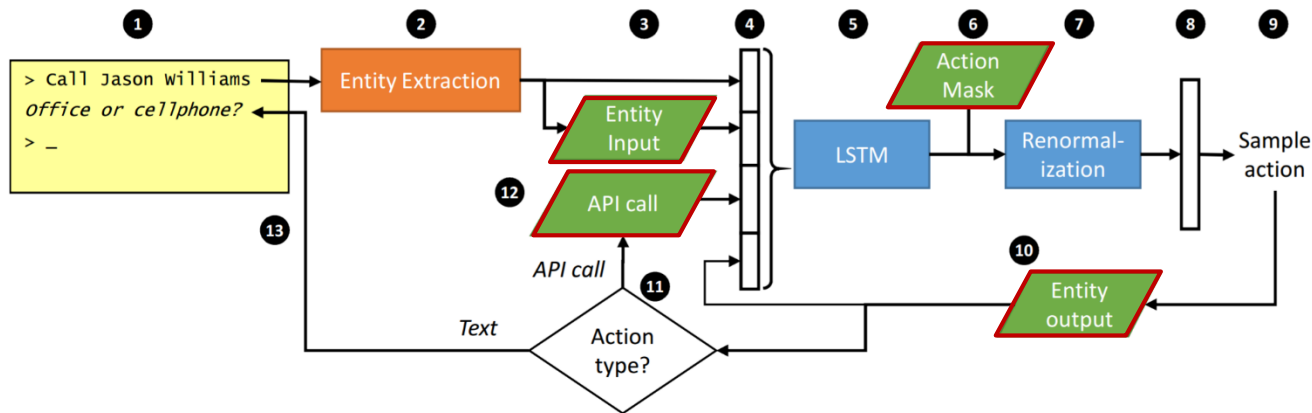 1 2 3 4 5 6 7 8 9
> Call Jason Williams
Office or cellphone?
> _
Entity Extraction
Entity
Input
12
API call
LSTM
Action
Mask
Renormal-
ization
Sample
action
13
API call
11
Text
Action
type?
10
Entity
output